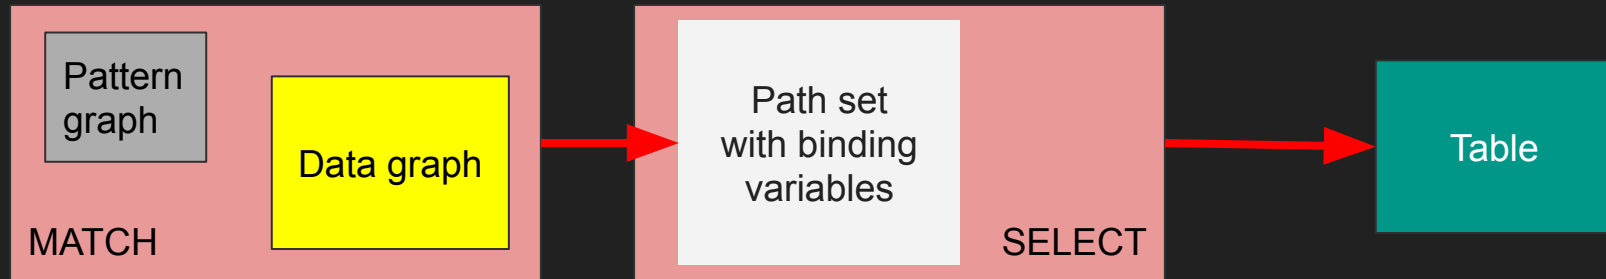 Pattern
graph
Data graph
MATCH
Path set
with binding
variables
SELECT
Table